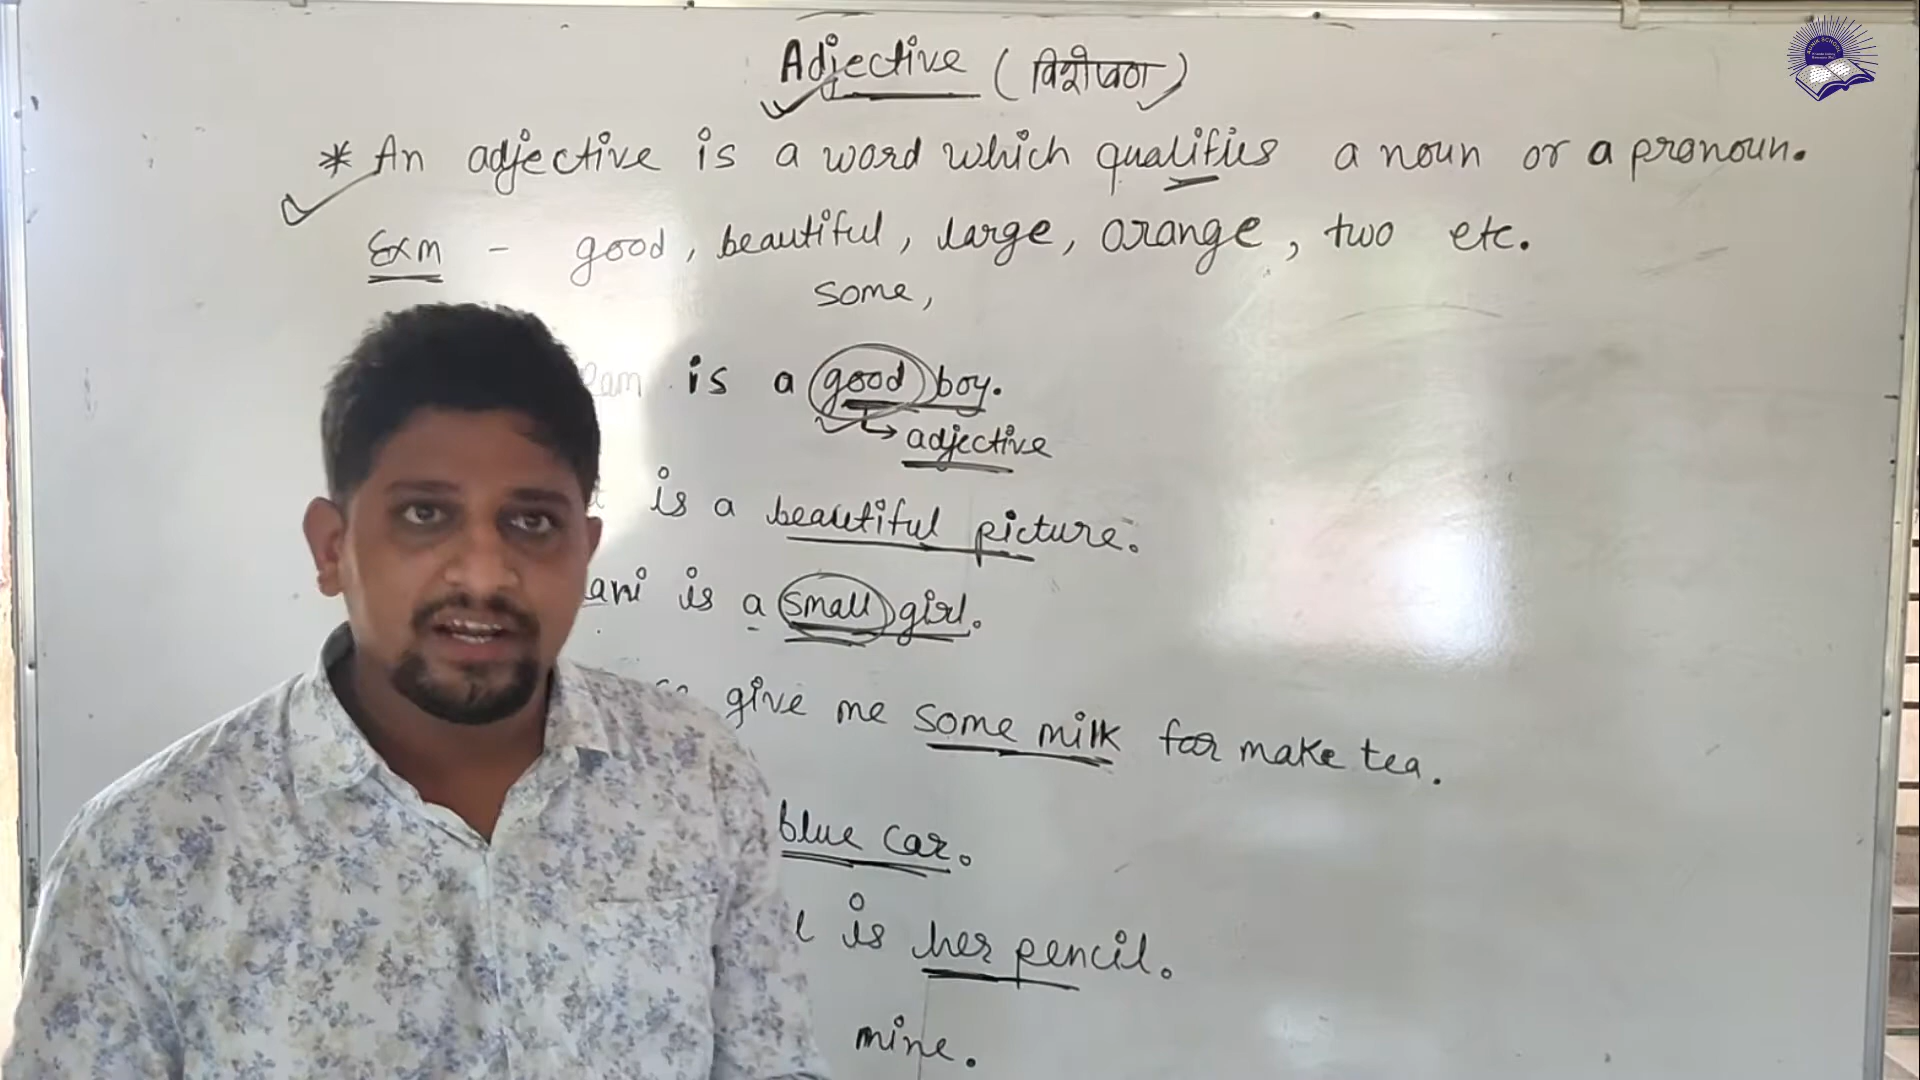 Adjective (विशेषण)
* An adjective is a word which qualifies a noun or a pronoun.
Exm - good, beautiful, large, orange, two etc.
some,
is a good boy.
adjective
is a beautiful picture.
ani is a small girl.
give me some milk for make tea.
blue car.
l is her pencil.
mine.